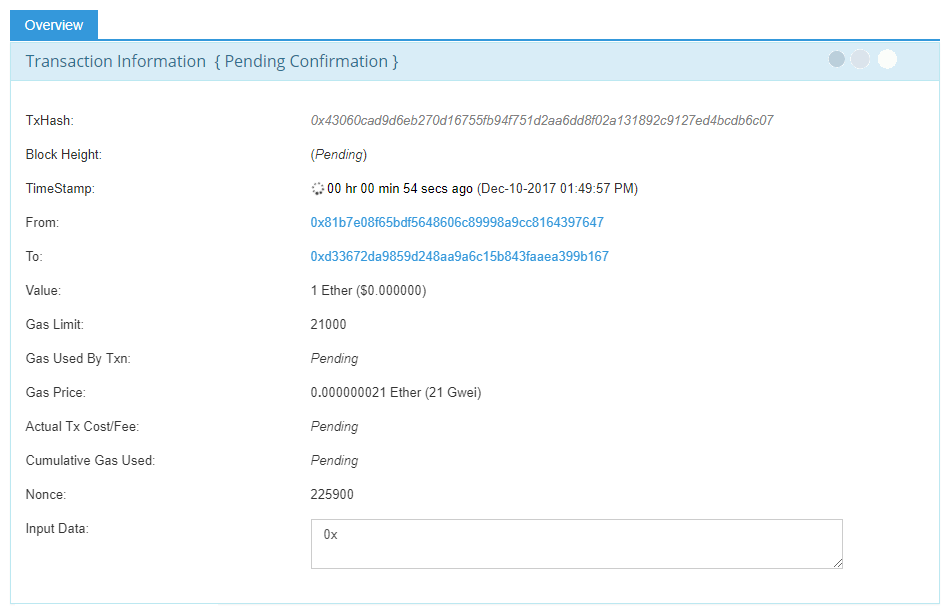 Overview
Transaction Information { Pending Confirmation }
TxHash: 0x43060cad9d6eb270d16755fb94f751d2aa6dd8f02a131892c9127ed4bcdb6c07
Block Height: (Pending)
TimeStamp: 00 hr 00 min 54 secs ago (Dec-10-2017 01:49:57 PM)
From: 0x81b7e08f65bdf5648606c89998a9cc8164397647
To: 0xd33672da9859d248aa9a6c15b843faaea399b167
Value: 1 Ether ($0.000000)
Gas Limit: 21000
Gas Used By Txn: Pending
Gas Price: 0.000000021 Ether (21 Gwei)
Actual Tx Cost/Fee: Pending
Cumulative Gas Used: Pending
Nonce: 225900
Input Data: 0x